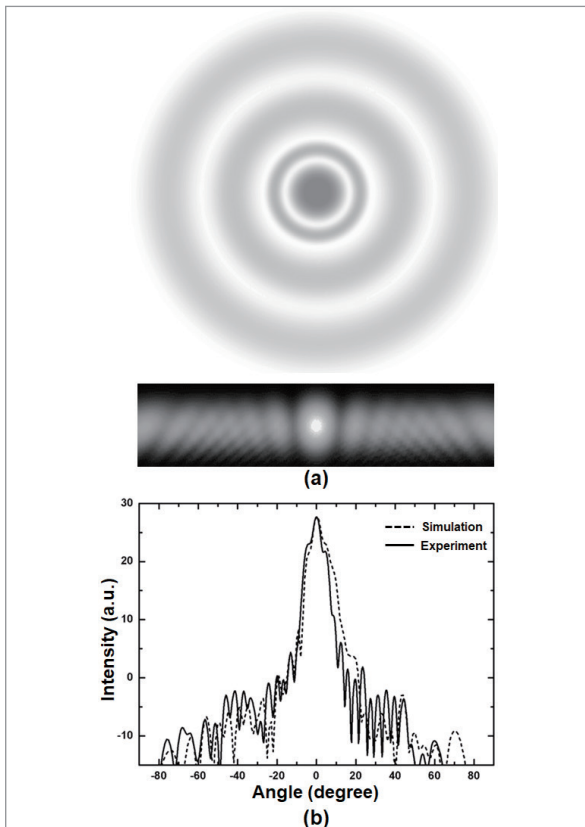 (a)
30
20
10
0
-10
Intensity (a.u.)
Simulation
Experiment
-80 -60 -40 -20 0 20 40 60 80
Angle (degree)
(b)